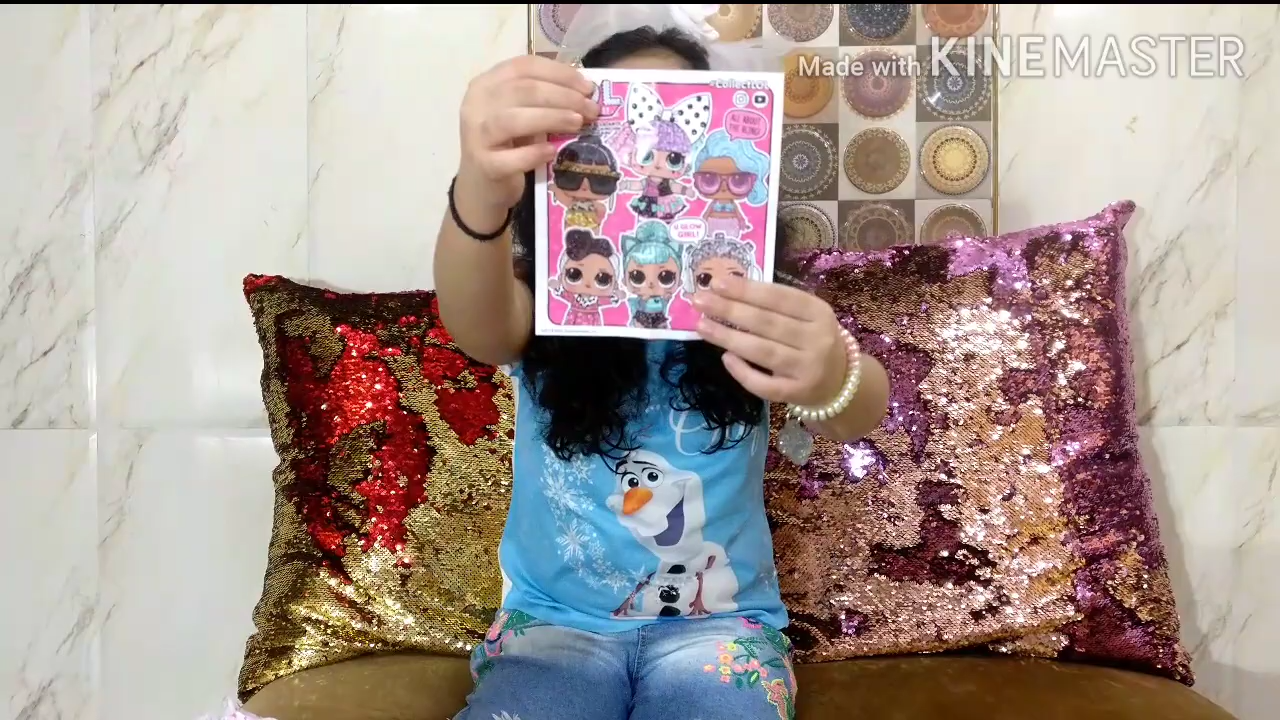 Made with KINEMASTER
#CollectLOL
ALL ABOUT
THE BLING!
U GLOW
GIRL!